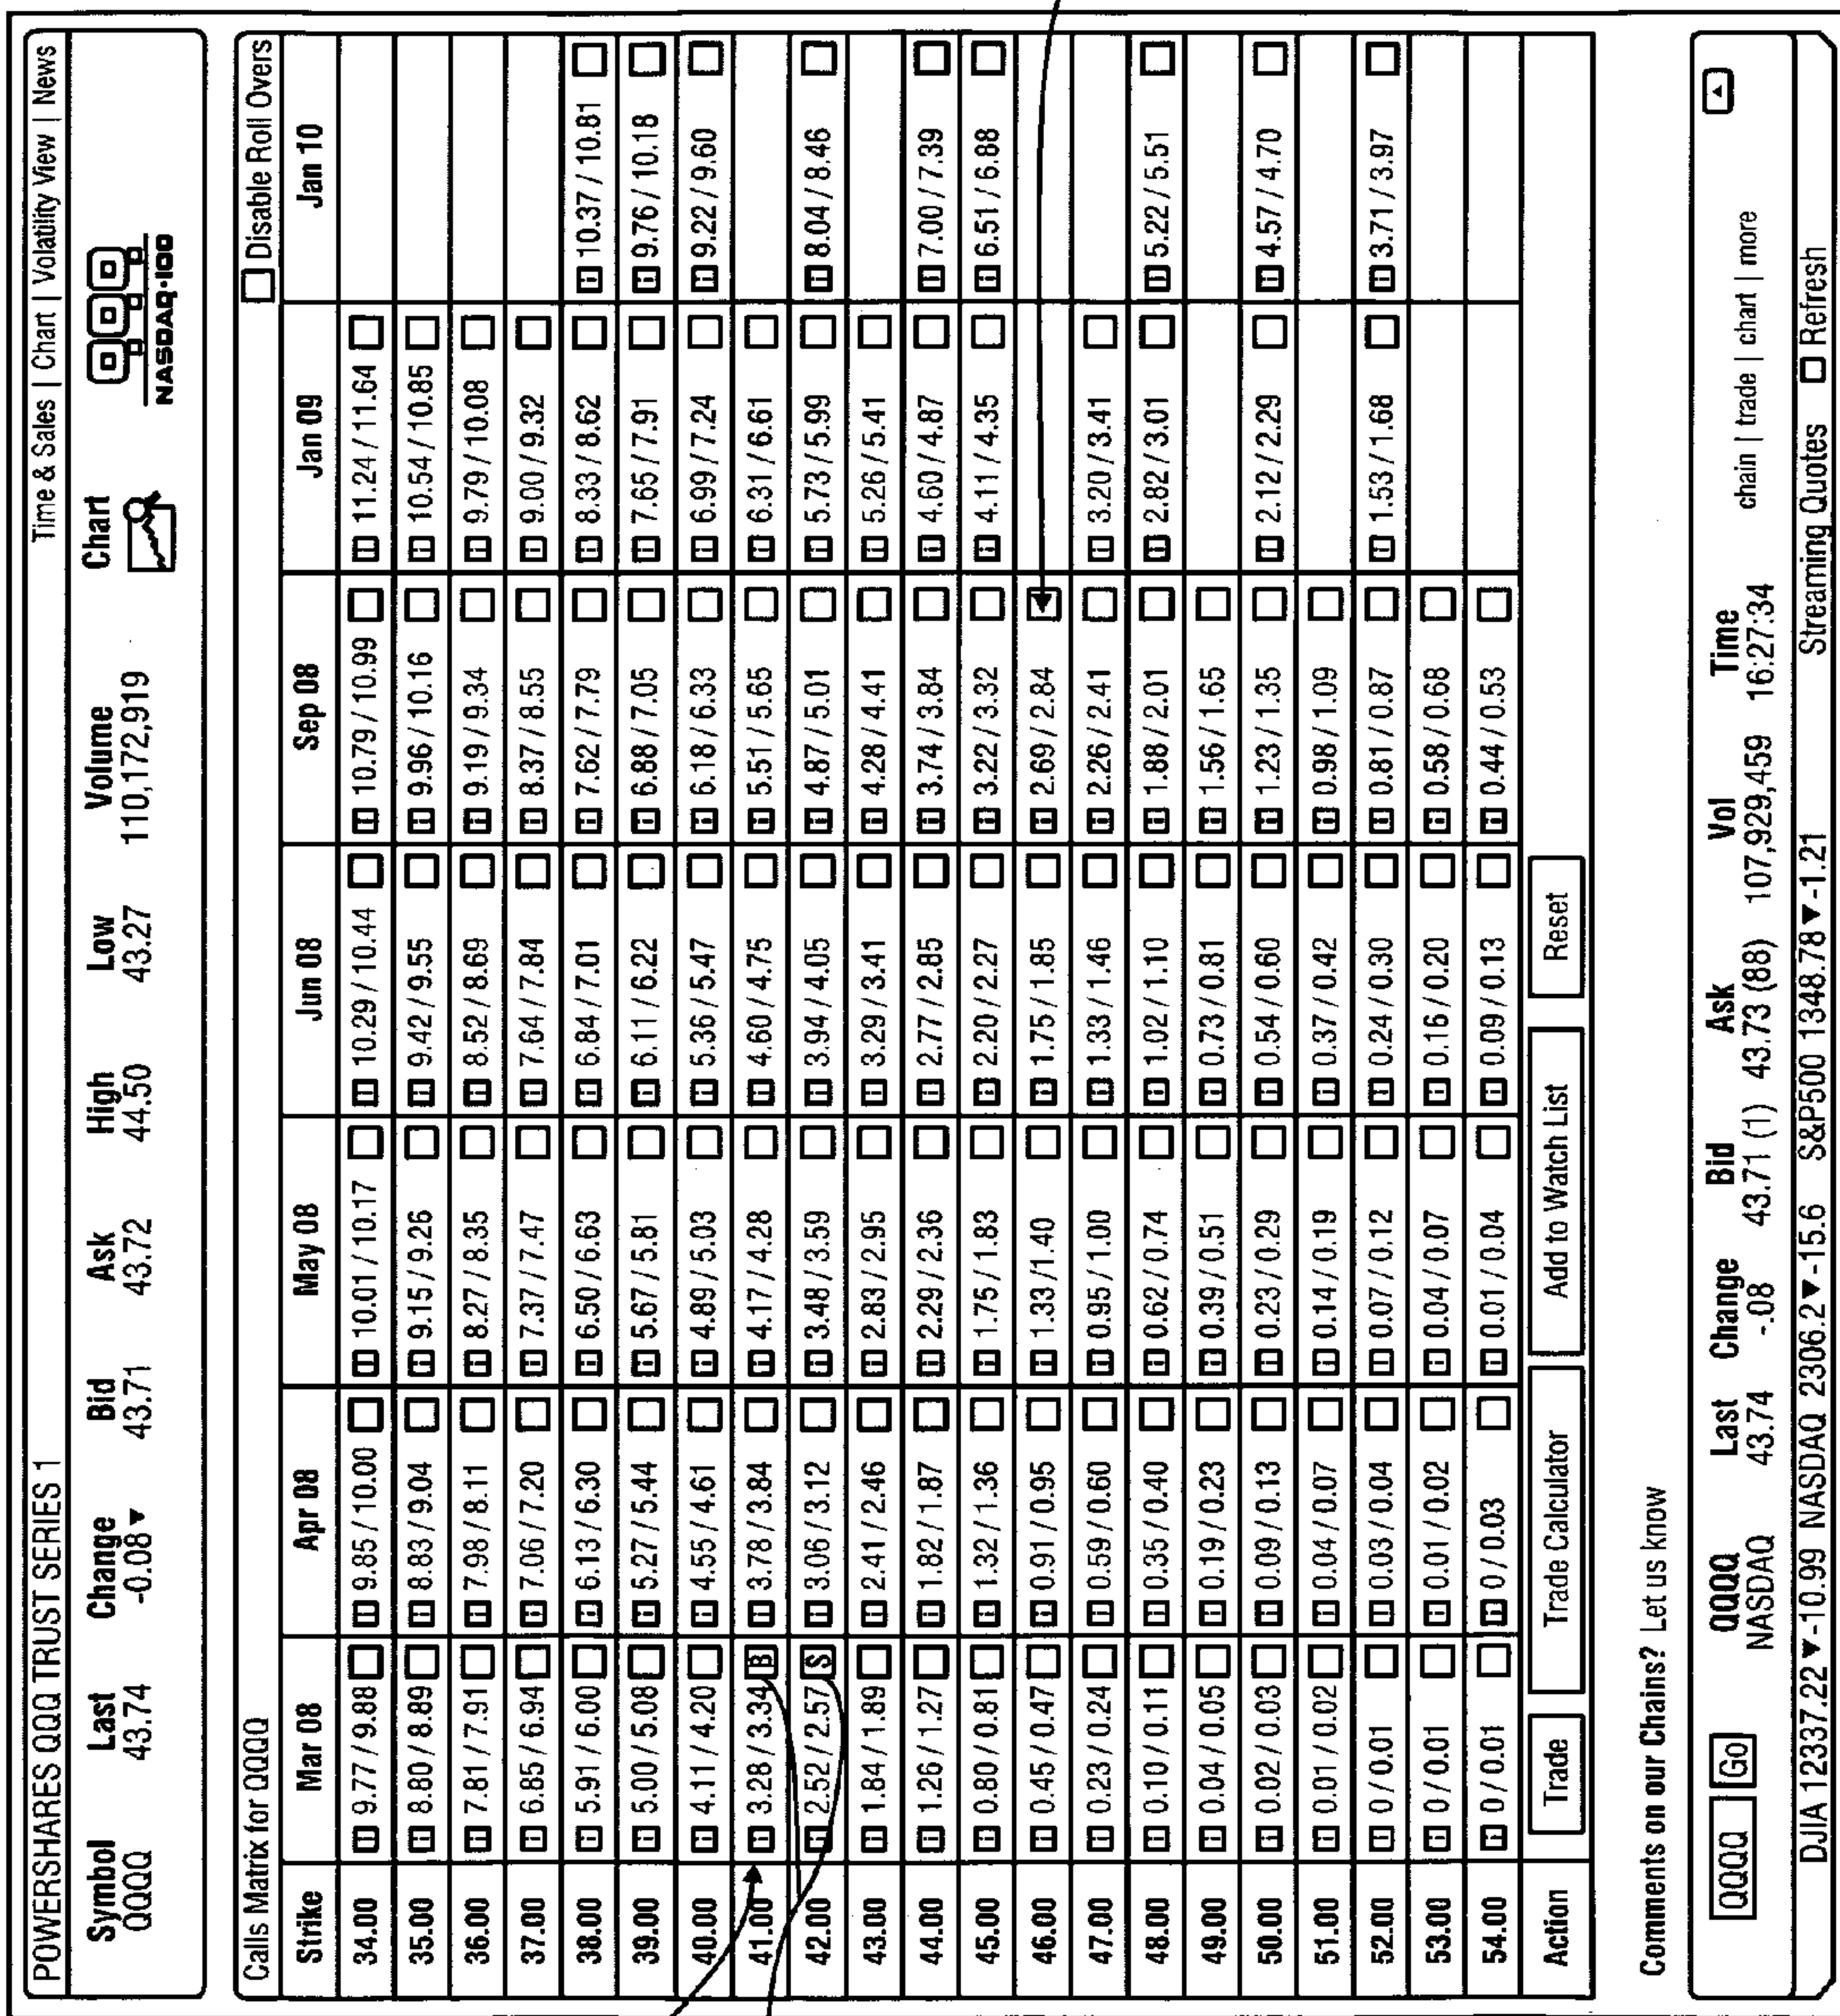 POWERSHARES QQQ TRUST SERIES 1 Time & Sales | Chart | Volatility View | News
Symbol Last Change Bid Ask High Low Volume Chart
QQQQ 43.74 -0.08▼ 43.71 43.72 44.50 43.27 110,172,919
NASDAQ-100
Calls Matrix for QQQQ Disable Roll Overs
Strike Mar 08 Apr 08 May 08 Jun 08 Sep 08 Jan 09 Jan 10
34.00 i 9.77 / 9.88 i 9.85 / 10.00 i 10.01 / 10.17 i 10.29 / 10.44 i 10.79 / 10.99 i 11.24 / 11.64
35.00 i 8.80 / 8.89 i 8.83 / 9.04 i 9.15 / 9.26 i 9.42 / 9.55 i 9.96 / 10.16 i 10.54 / 10.85
36.00 i 7.81 / 7.91 i 7.98 / 8.11 i 8.27 / 8.35 i 8.52 / 8.69 i 9.19 / 9.34 i 9.79 / 10.08
37.00 i 6.85 / 6.94 i 7.06 / 7.20 i 7.37 / 7.47 i 7.64 / 7.84 i 8.37 / 8.55 i 9.00 / 9.32
38.00 i 5.91 / 6.00 i 6.13 / 6.30 i 6.50 / 6.63 i 6.84 / 7.01 i 7.62 / 7.79 i 8.33 / 8.62 i 10.37 / 10.81
39.00 i 5.00 / 5.08 i 5.27 / 5.44 i 5.67 / 5.81 i 6.11 / 6.22 i 6.88 / 7.05 i 7.65 / 7.91 i 9.76 / 10.18
40.00 i 4.11 / 4.20 i 4.55 / 4.61 i 4.89 / 5.03 i 5.36 / 5.47 i 6.18 / 6.33 i 6.99 / 7.24 i 9.22 / 9.60
41.00 i 3.28 / 3.34 B i 3.78 / 3.84 i 4.17 / 4.28 i 4.60 / 4.75 i 5.51 / 5.65 i 6.31 / 6.61
42.00 i 2.52 / 2.57 S i 3.06 / 3.12 i 3.48 / 3.59 i 3.94 / 4.05 i 4.87 / 5.01 i 5.73 / 5.99 i 8.04 / 8.46
43.00 i 1.84 / 1.89 i 2.41 / 2.46 i 2.83 / 2.95 i 3.29 / 3.41 i 4.28 / 4.41 i 5.26 / 5.41
44.00 i 1.26 / 1.27 i 1.82 / 1.87 i 2.29 / 2.36 i 2.77 / 2.85 i 3.74 / 3.84 i 4.60 / 4.87 i 7.00 / 7.39
45.00 i 0.80 / 0.81 i 1.32 / 1.36 i 1.75 / 1.83 i 2.20 / 2.27 i 3.22 / 3.32 i 4.11 / 4.35 i 6.51 / 6.88
46.00 i 0.45 / 0.47 i 0.91 / 0.95 i 1.33 / 1.40 i 1.75 / 1.85 i 2.69 / 2.84
47.00 i 0.23 / 0.24 i 0.59 / 0.60 i 0.95 / 1.00 i 1.33 / 1.46 i 2.26 / 2.41 i 3.20 / 3.41
48.00 i 0.10 / 0.11 i 0.35 / 0.40 i 0.62 / 0.74 i 1.02 / 1.10 i 1.88 / 2.01 i 2.82 / 3.01 i 5.22 / 5.51
49.00 i 0.04 / 0.05 i 0.19 / 0.23 i 0.39 / 0.51 i 0.73 / 0.81 i 1.56 / 1.65
50.00 i 0.02 / 0.03 i 0.09 / 0.13 i 0.23 / 0.29 i 0.54 / 0.60 i 1.23 / 1.35 i 2.12 / 2.29 i 4.57 / 4.70
51.00 i 0.01 / 0.02 i 0.04 / 0.07 i 0.14 / 0.19 i 0.37 / 0.42 i 0.98 / 1.09
52.00 i 0 / 0.01 i 0.03 / 0.04 i 0.07 / 0.12 i 0.24 / 0.30 i 0.81 / 0.87 i 1.53 / 1.68 i 3.71 / 3.97
53.00 i 0 / 0.01 i 0.01 / 0.02 i 0.04 / 0.07 i 0.16 / 0.20 i 0.58 / 0.68
54.00 i 0 / 0.01 i 0 / 0.03 i 0.01 / 0.04 i 0.09 / 0.13 i 0.44 / 0.53
Action Trade Trade Calculator Add to Watch List Reset
Comments on our Chains? Let us know
QQQQ Go QQQQ Last Change Bid Ask Vol Time
NASDAQ 43.74 -.08 43.71 (1) 43.73 (88) 107,929,459 16:27:34 chain | trade | chart | more
DJIA 12337.22 ▼-10.99 NASDAQ 2306.2 ▼-15.6 S&P500 1348.78 ▼-1.21 Streaming Quotes Refresh